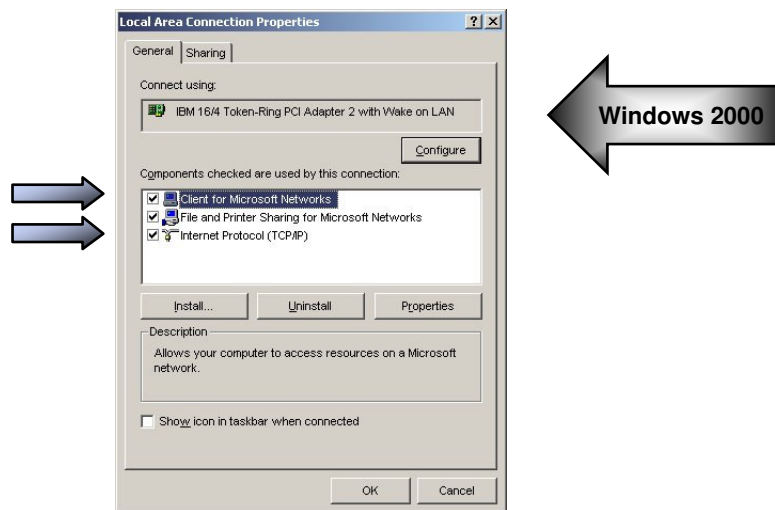 Local Area Connection Properties
General Sharing
Connect using:
IBM 16/4 Token-Ring PCI Adapter 2 with Wake on LAN
Windows 2000
Configure
Components checked are used by this connection:
Client for Microsoft Networks
File and Printer Sharing for Microsoft Networks
Internet Protocol (TCP/IP)
Install... Uninstall Properties
Description
Allows your computer to access resources on a Microsoft
network.
Show icon in taskbar when connected
OK Cancel